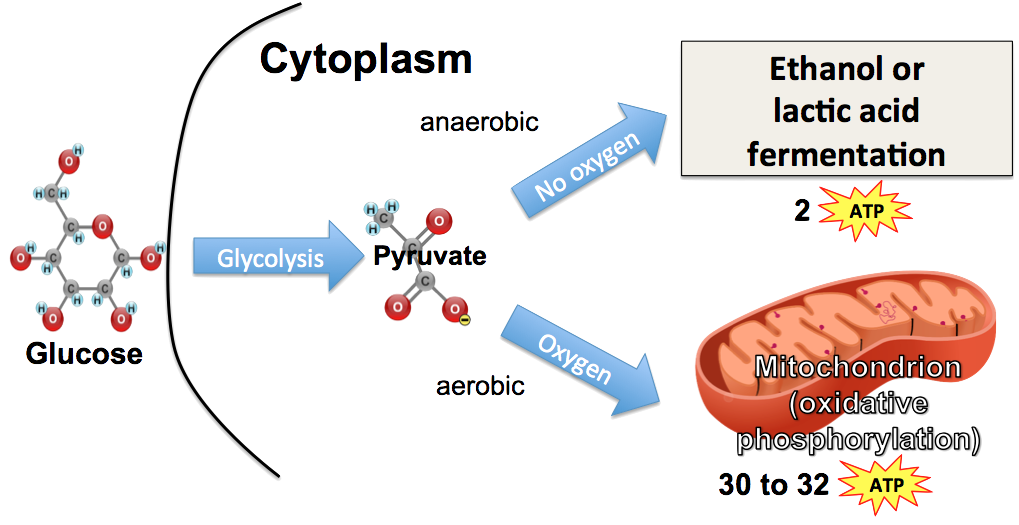 Cytoplasm
anaerobic
No oxygen
Ethanol or
lactic acid
fermentation
2 ATP
H
O
H
C
H
C
O
H
C
H
O
C
H
C
H
O
C
H
C
H
O
H
O
H
Glucose
Glycolysis
H
H
C
H
O
C
Pyruvate
C
O
O
−
Oxygen
aerobic
Mitochondrion
(oxidative
phosphorylation)
30 to 32 ATP